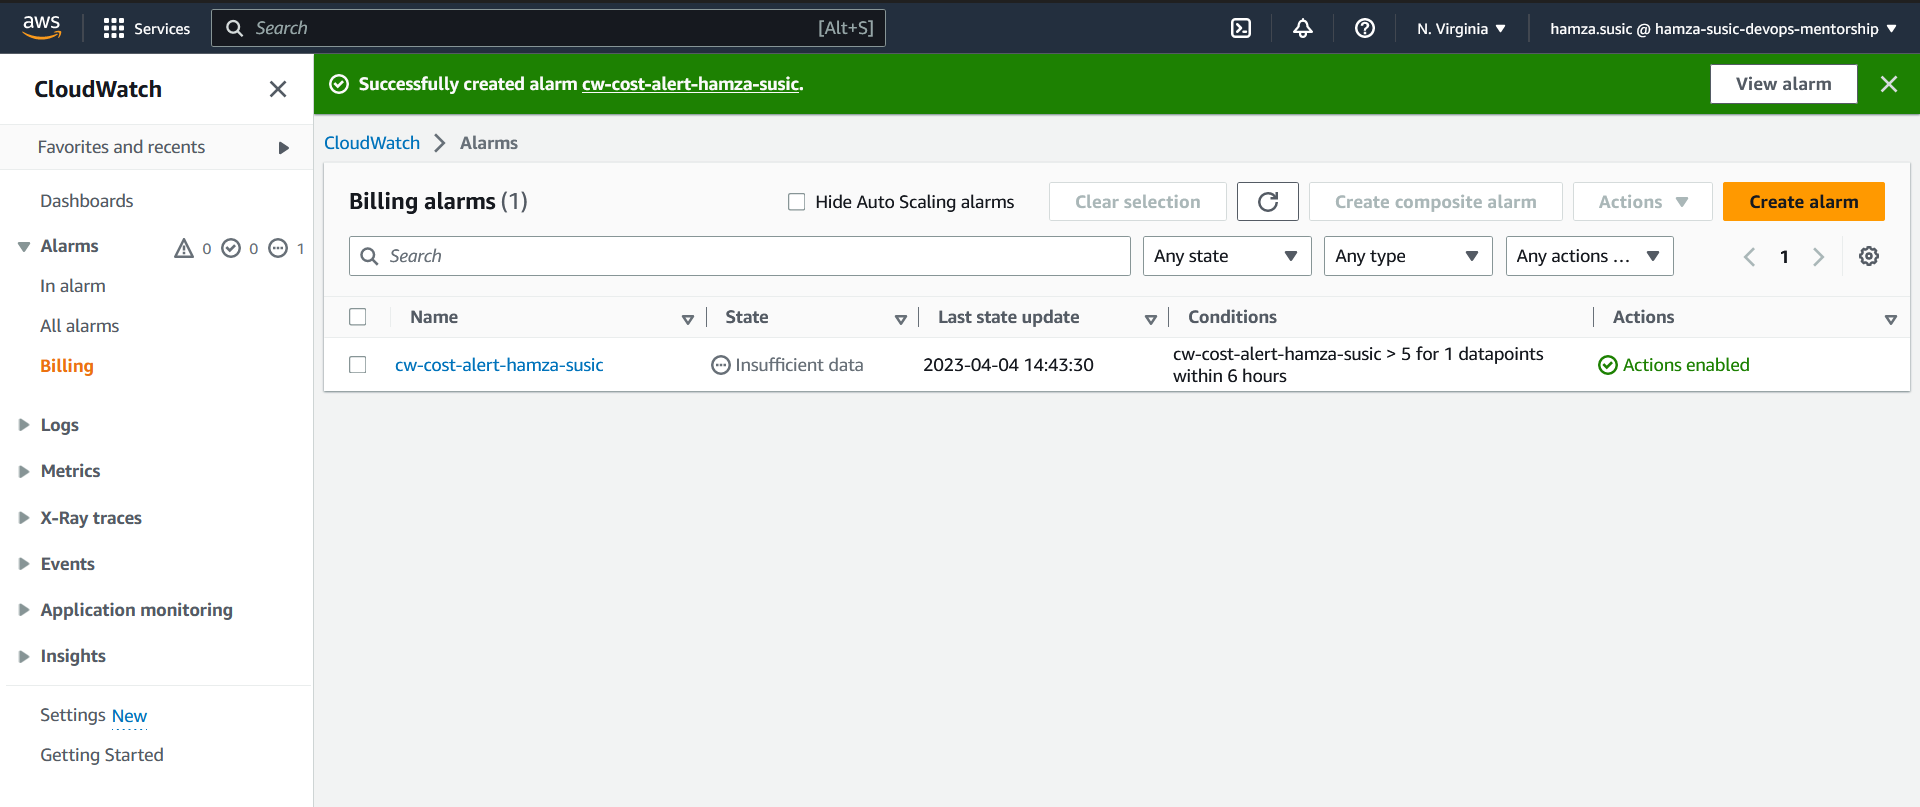 aws
Services
Search
[Alt+S]
N. Virginia
hamza.susic @ hamza-susic-devops-mentorship
CloudWatch
Favorites and recents
Dashboards
Alarms
0
0
1
In alarm
All alarms
Billing
Logs
Metrics
X-Ray traces
Events
Application monitoring
Insights
Settings New
Getting Started
Successfully created alarm cw-cost-alert-hamza-susic.
View alarm
CloudWatch
Alarms
Billing alarms (1)
Hide Auto Scaling alarms
Clear selection
Create composite alarm
Actions
Create alarm
Search
Any state
Any type
Any actions ...
1
Name
State
Last state update
Conditions
Actions
cw-cost-alert-hamza-susic
Insufficient data
2023-04-04 14:43:30
cw-cost-alert-hamza-susic > 5 for 1 datapoints
within 6 hours
Actions enabled